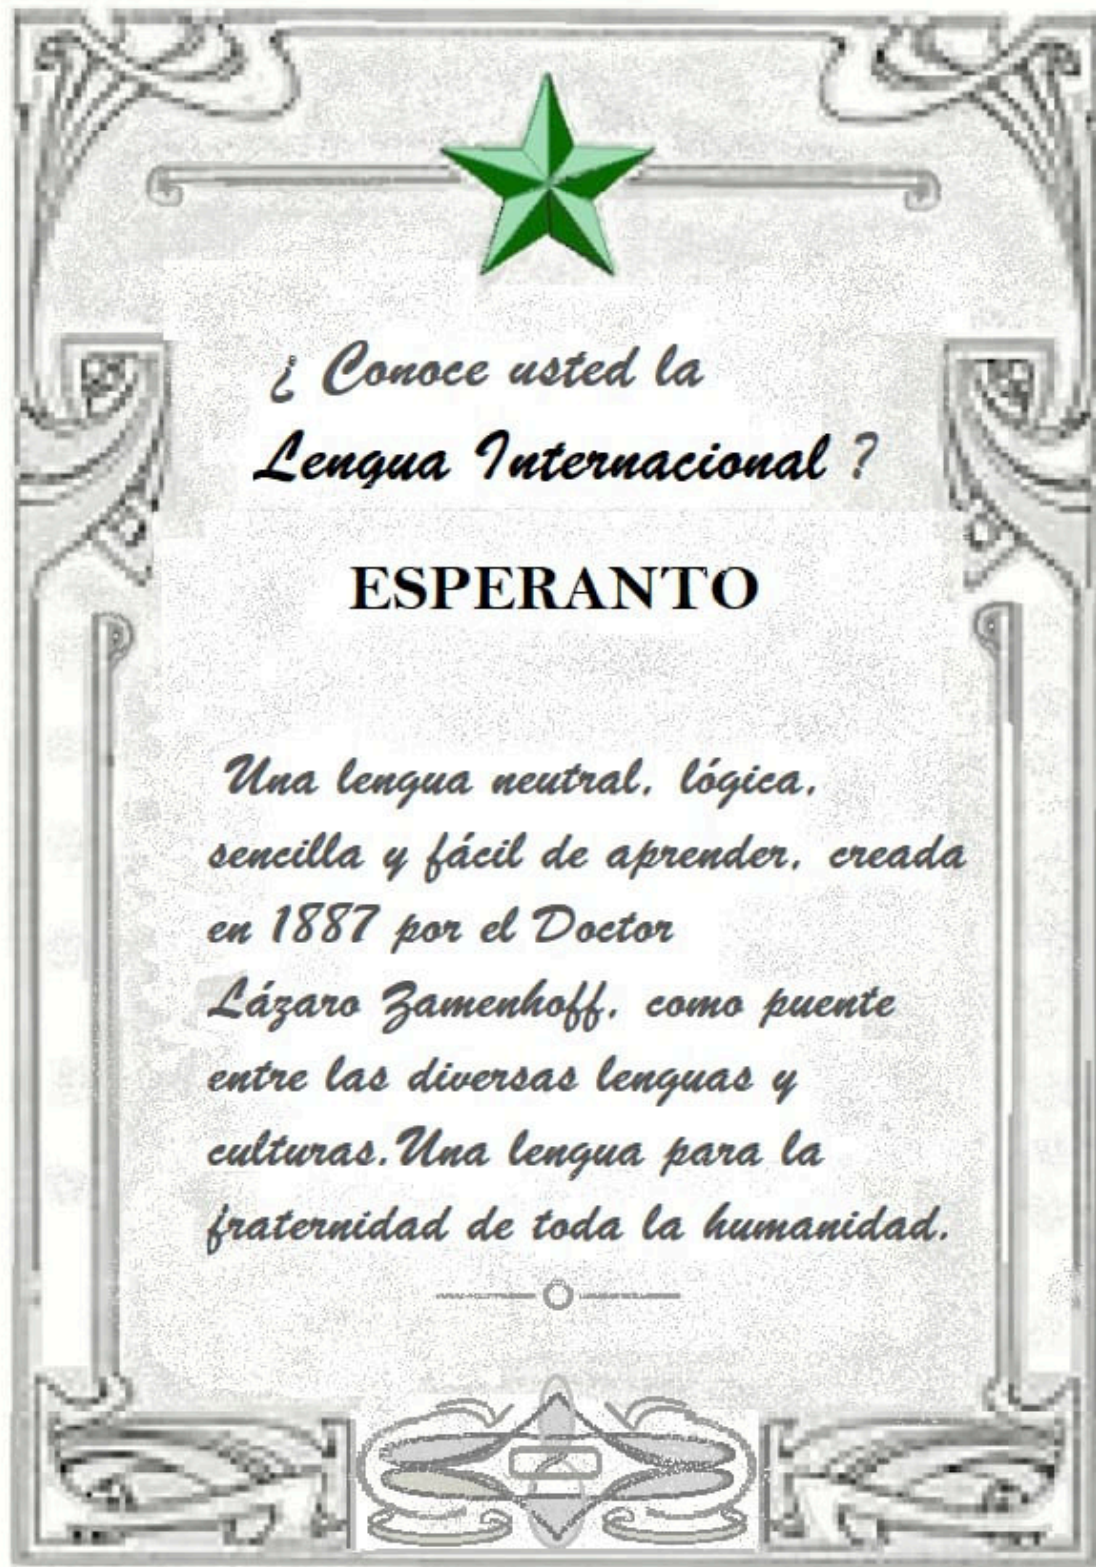 ¿ Conoce usted la
Lengua Internacional ?
ESPERANTO
Una lengua neutral, lógica,
sencilla y fácil de aprender, creada
en 1887 por el Doctor
Lázaro Zamenhoff, como puente
entre las diversas lenguas y
culturas.Una lengua para la
fraternidad de toda la humanidad.